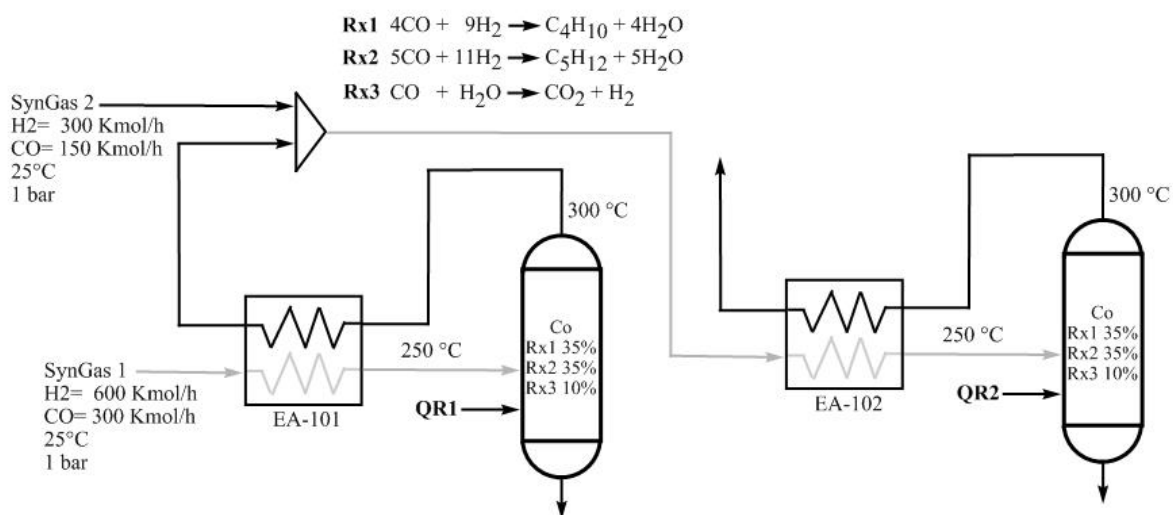 Rx1 4CO + 9H₂ → C₄H₁₀ + 4H₂O
Rx2 5CO + 11H₂ → C₅H₁₂ + 5H₂O
Rx3 CO + H₂O → CO₂ + H₂
SynGas 2
H2= 300 Kmol/h
CO= 150 Kmol/h
25°C
1 bar
300 °C
300 °C
Co
Rx1 35%
Rx2 35%
Rx3 10%
Co
Rx1 35%
Rx2 35%
Rx3 10%
250 °C
250 °C
SynGas 1
H2= 600 Kmol/h
CO= 300 Kmol/h
25°C
1 bar
EA-101
QR1
EA-102
QR2